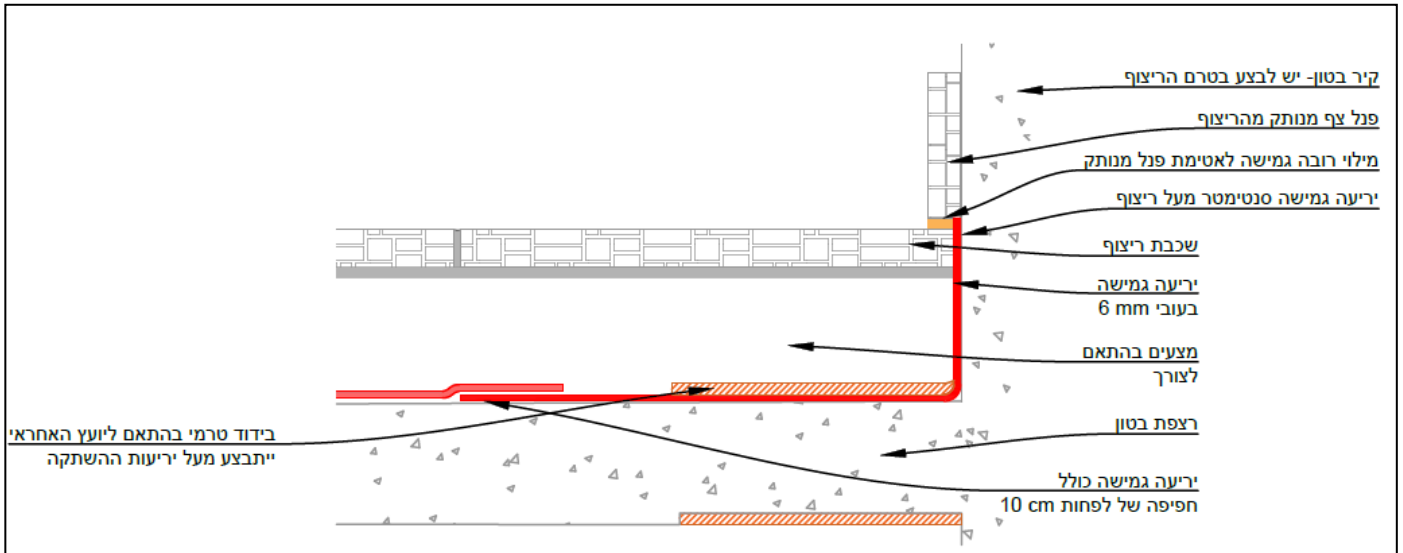 קיר בטון- יש לבצע בטרם הריצוף
פנל צף מנותק מהריצוף
מילוי רובה גמישה לאטימת פנל מנותק
יריעה גמישה סנטימטר מעל ריצוף
שכבת ריצוף
יריעה גמישה
בעובי 6 mm
מצעים בהתאם
לצורך
רצפת בטון
בידוד טרמי בהתאם ליועץ האחראי
ייתבצע מעל יריעות ההשתקה
יריעה גמישה כולל
חפיפה של לפחות 10 cm